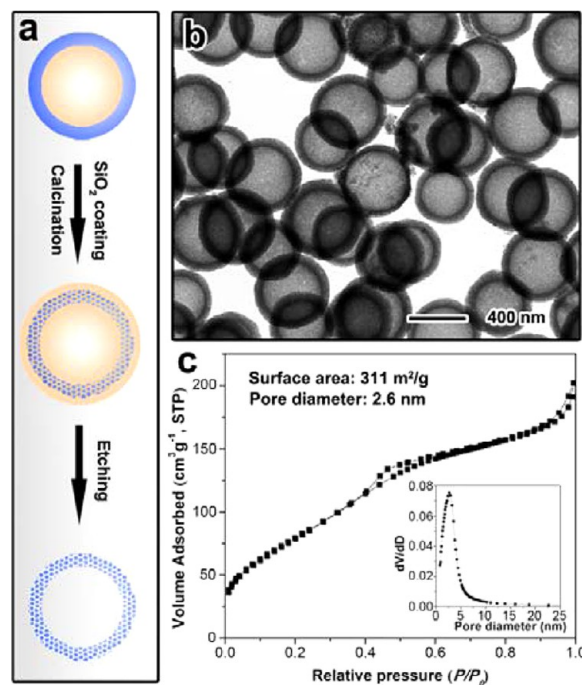 a
SiO₂ coating
Calcination
Etching
b
400 nm
c
Surface area: 311 m²/g
Pore diameter: 2.6 nm
Volume Adsorbed (cm³g⁻¹, STP)
200
150
100
50
0
0.0 0.2 0.4 0.6 0.8 1.0
Relative pressure (P/P₀)
dV/dD
0.08
0.06
0.04
0.02
0.00
0 5 10 15 20 25
Pore diameter (nm)